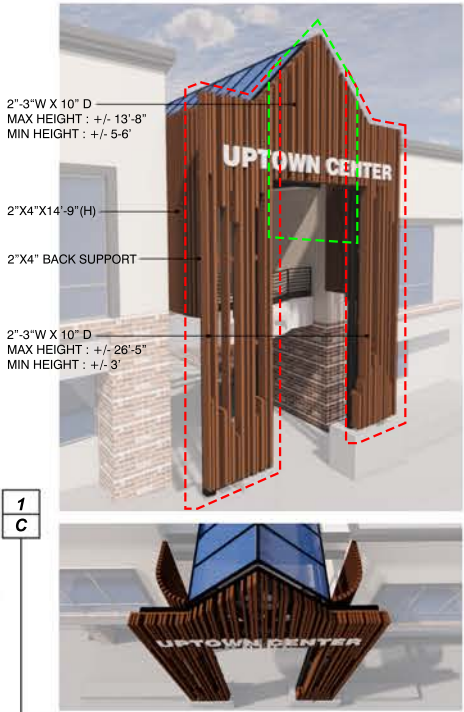 2"-3"W X 10" D
MAX HEIGHT : +/- 13'-8"
MIN HEIGHT : +/- 5-6'
UPTOWN CENTER
2"X4"X14'-9"(H)
2"X4" BACK SUPPORT
2"-3"W X 10" D
MAX HEIGHT : +/- 26'-5"
MIN HEIGHT : +/- 3'
1
C
UPTOWN CENTER